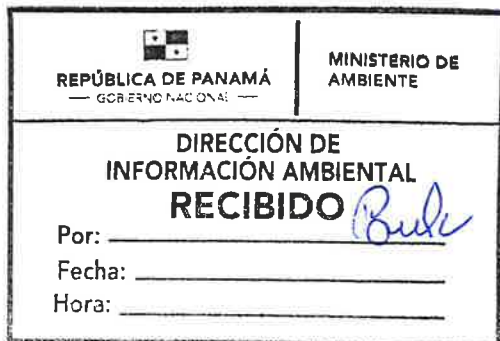 REPÚBLICA DE PANAMÁ
— GOBIERNO NACIONAL —
MINISTERIO DE
AMBIENTE
DIRECCIÓN DE
INFORMACIÓN AMBIENTAL
RECIBIDO
Por:
Fecha:
Hora: